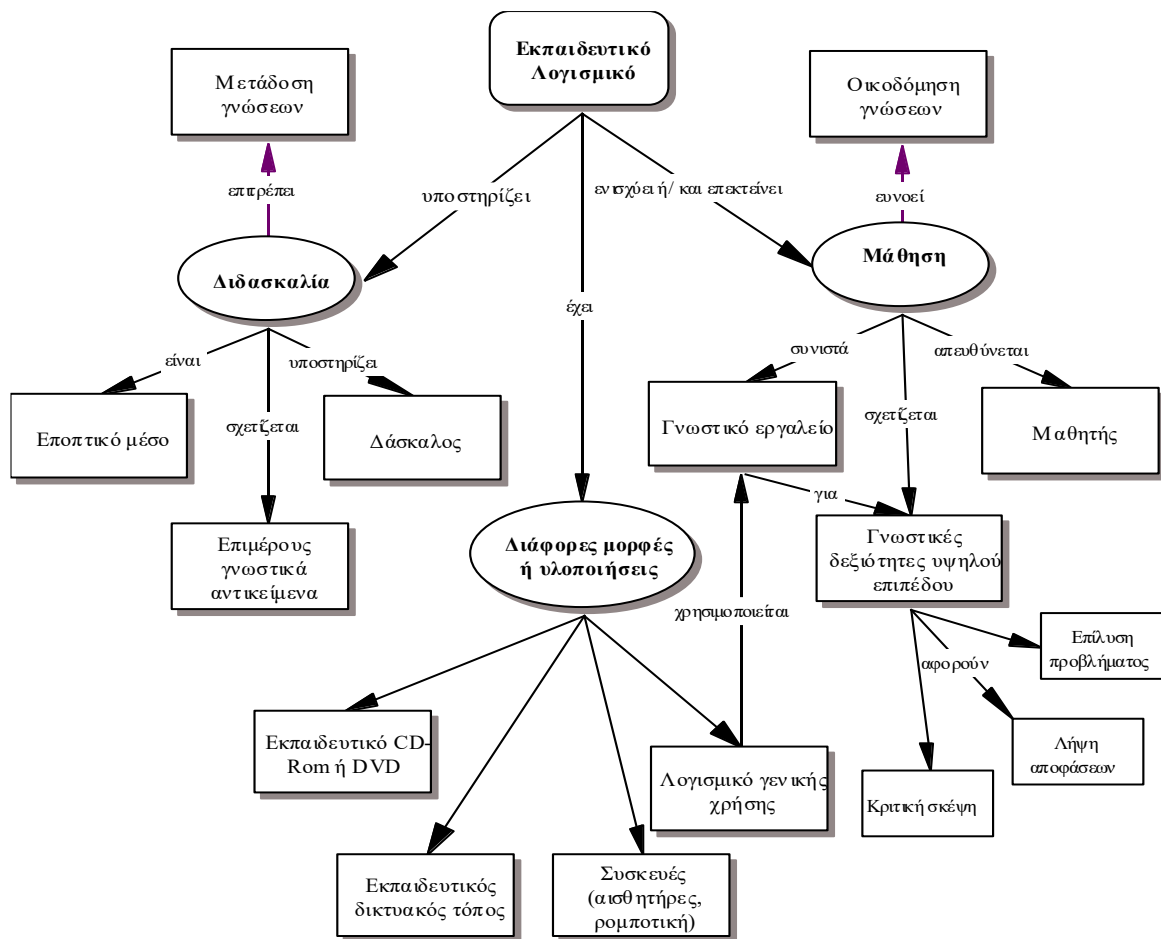 Εκπαιδευτικό
Λογισμικό
Μετάδοση
γνώσεων
Οικοδόμηση
γνώσεων
επιτρέπει
υποστηρίζει
ενισχύει ή/ και επεκτείνει
ευνοεί
Διδασκαλία
Μάθηση
έχει
είναι
υποστηρίζει
συνιστά
απευθύνεται
σχετίζεται
σχετίζεται
Εποπτικό μέσο
Δάσκαλος
Γνωστικό εργαλείο
Μαθητής
για
Επιμέρους
γνωστικά
αντικείμενα
Διάφορες μορφές
ή υλοποιήσεις
Γνωστικές
δεξιότητες υψηλού
επιπέδου
χρησιμοποιείται
αφορούν
Επίλυση
προβλήματος
Εκπαιδευτικό CD-
Rom ή DVD
Λογισμικό γενικής
χρήσης
Λήψη
αποφάσεων
Κριτική σκέψη
Εκπαιδευτικός
δικτυακός τόπος
Συσκευές
(αισθητήρες,
ρομποτική)